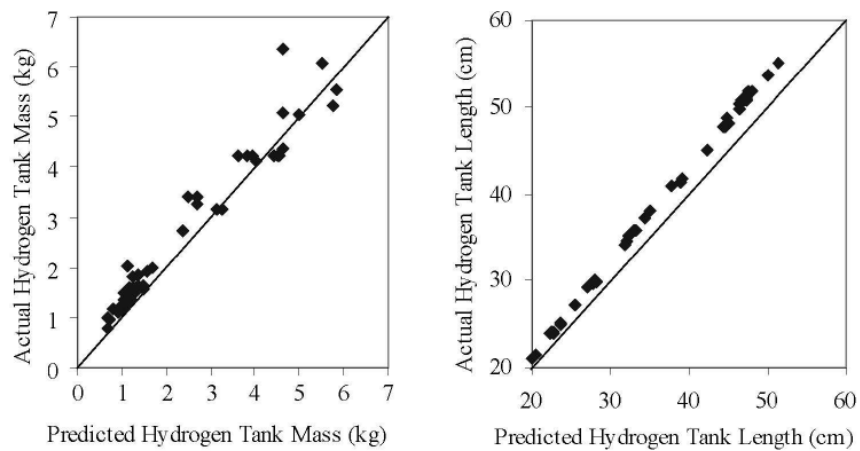 Actual Hydrogen Tank Mass (kg)
7
6
5
4
3
2
1
0
0 1 2 3 4 5 6 7
Predicted Hydrogen Tank Mass (kg)
Actual Hydrogen Tank Length (cm)
60
50
40
30
20
20 30 40 50 60
Predicted Hydrogen Tank Length (cm)